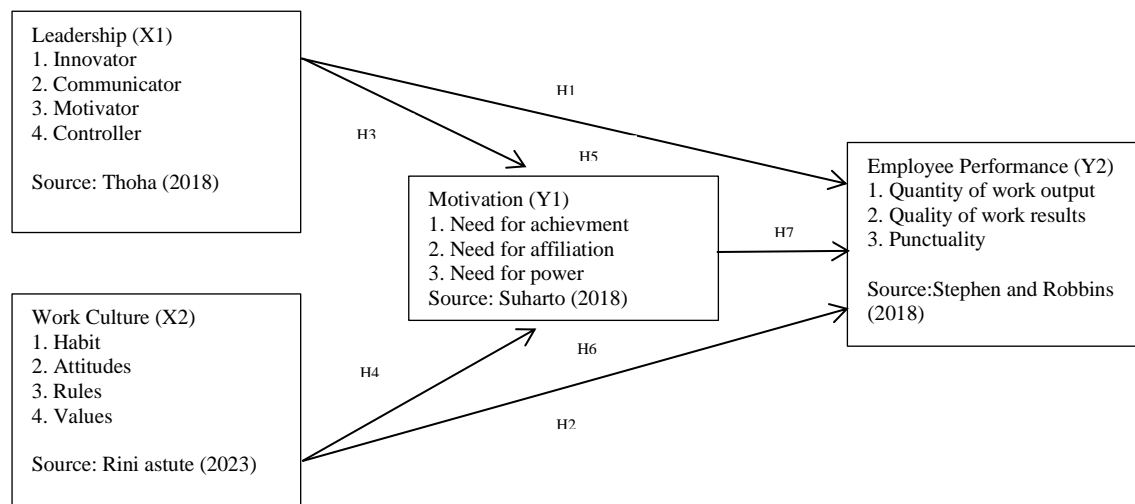 Leadership (X1)
1. Innovator
2. Communicator
3. Motivator
4. Controller
Source: Thoha (2018)
H1
H3
H5
Motivation (Y1)
1. Need for achievment
2. Need for affiliation
3. Need for power
Source: Suharto (2018)
H7
Employee Performance (Y2)
1. Quantity of work output
2. Quality of work results
3. Punctuality
Source:Stephen and Robbins
(2018)
Work Culture (X2)
1. Habit
2. Attitudes
3. Rules
4. Values
Source: Rini astute (2023)
H4
H6
H2